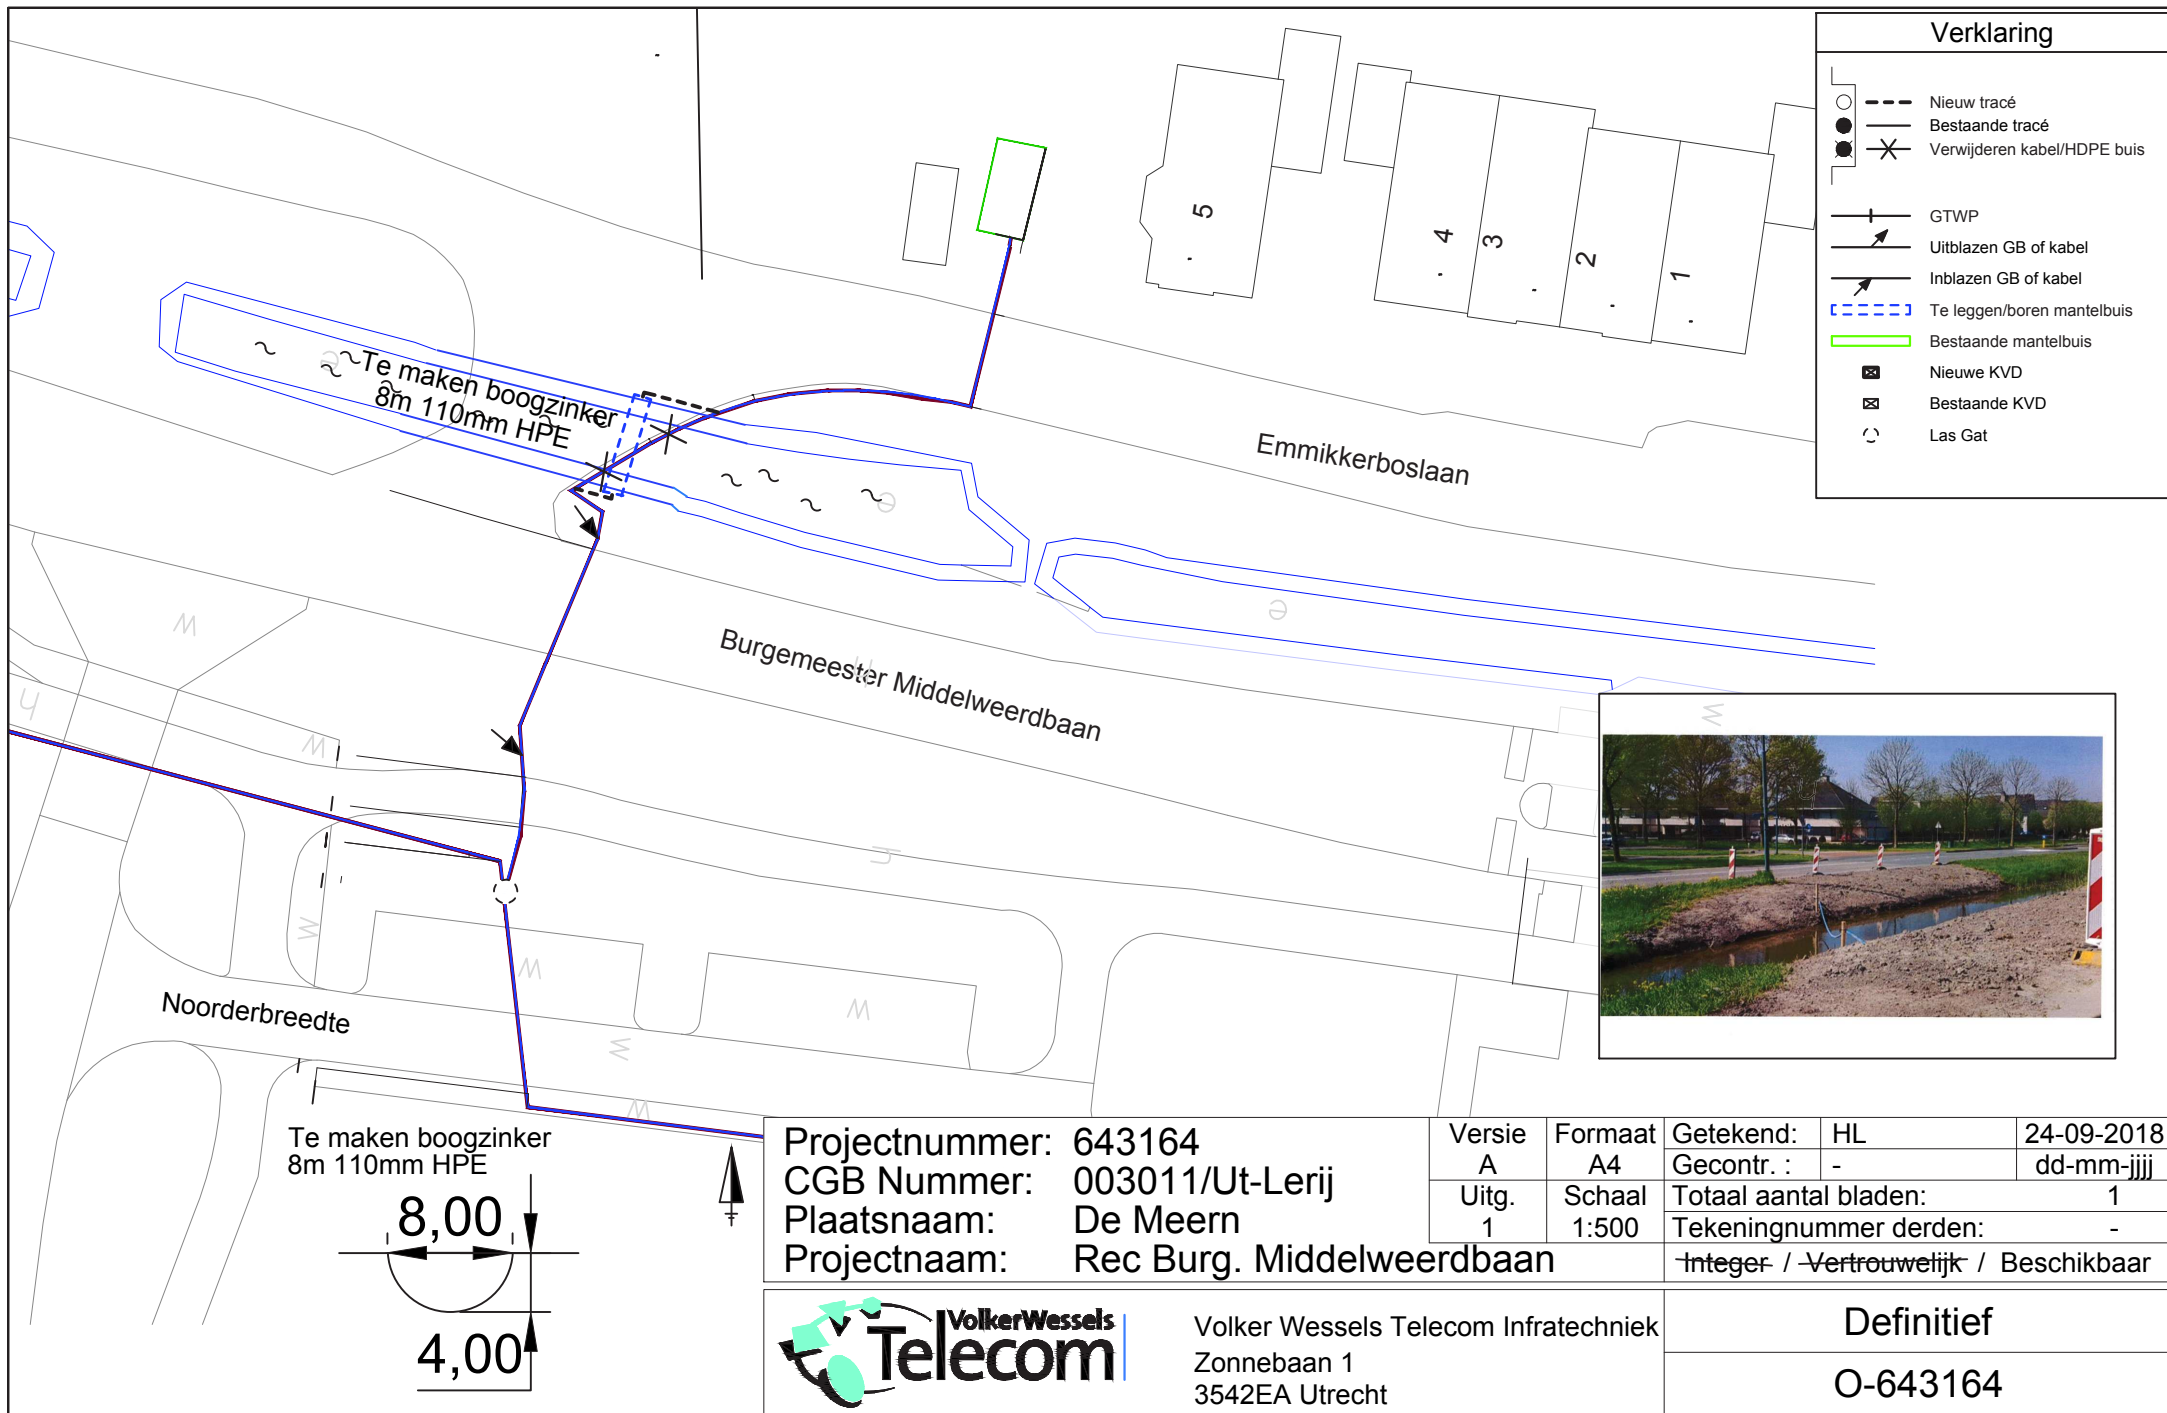 Verklaring
Nieuw tracé
Bestaande tracé
Verwijderen kabel/HDPE buis
GTWP
Uitblazen GB of kabel
Inblazen GB of kabel
Te leggen/boren mantelbuis
Bestaande mantelbuis
Nieuwe KVD
Bestaande KVD
Las Gat
5
4
3
2
1
e
Te maken boogzinker
8m 110mm HPE
Emmikkerboslaan
e
e
w
Burgemeester Middelweerdbaan
h
h
w
w
h
w
w
w
Noorderbreedte
w
w
Te maken boogzinker
8m 110mm HPE
8,00
4,00
Projectnummer: 643164
CGB Nummer: 003011/Ut-Lerij
Plaatsnaam: De Meern
Projectnaam: Rec Burg. Middelweerdbaan
Versie Formaat
A A4
Uitg. Schaal
1 1:500
Getekend: HL 24-09-2018
Gecontr. : - dd-mm-jjjj
Totaal aantal bladen: 1
Tekeningnummer derden: -
Integer / Vertrouwelijk / Beschikbaar
VolkerWessels
Telecom
Volker Wessels Telecom Infratechniek
Zonnebaan 1
3542EA Utrecht
Definitief
O-643164